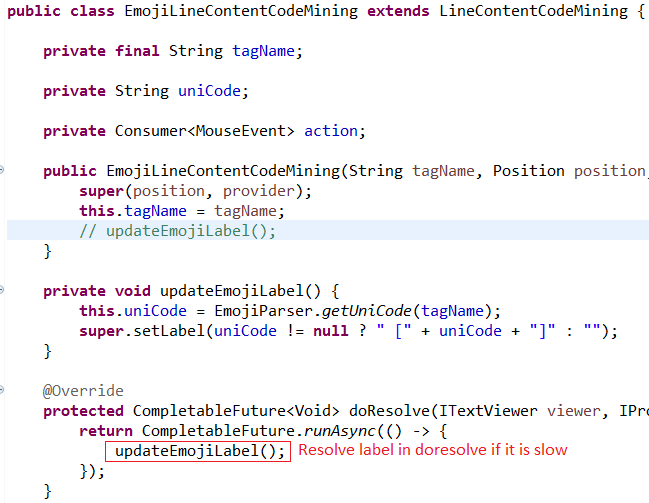 public class EmojiLineContentCodeMining extends LineContentCodeMining {
private final String tagName;
private String uniCode;
private Consumer<MouseEvent> action;
public EmojiLineContentCodeMining(String tagName, Position position,
super(position, provider);
this.tagName = tagName;
// updateEmojiLabel();
}
private void updateEmojiLabel() {
this.uniCode = EmojiParser.getUniCode(tagName);
super.setLabel(uniCode != null ? " [" + uniCode + "]" : "");
}
@Override
protected CompletableFuture<Void> doResolve(ITextViewer viewer, IPro
return CompletableFuture.runAsync(() -> {
updateEmojiLabel(); Resolve label in doresolve if it is slow
});
}